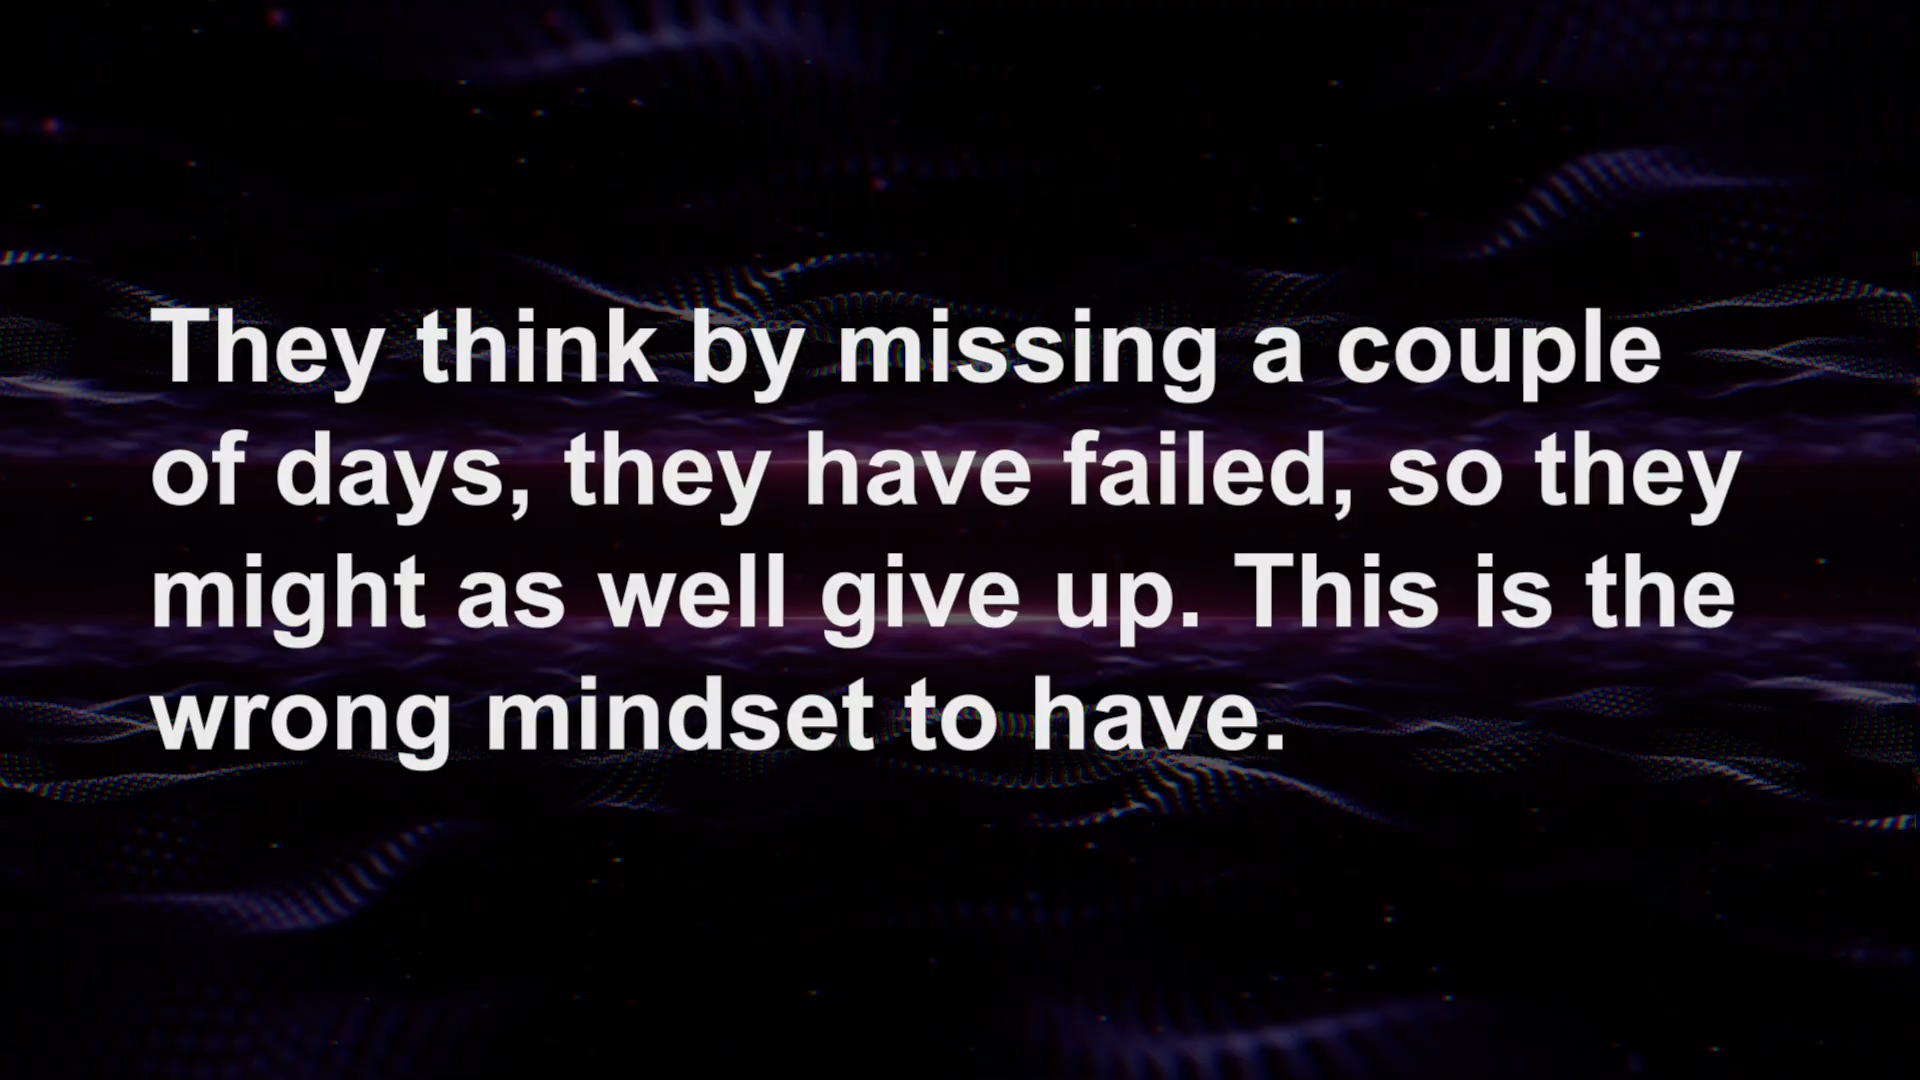 They think by missing a couple
of days, they have failed, so they
might as well give up. This is the
wrong mindset to have.